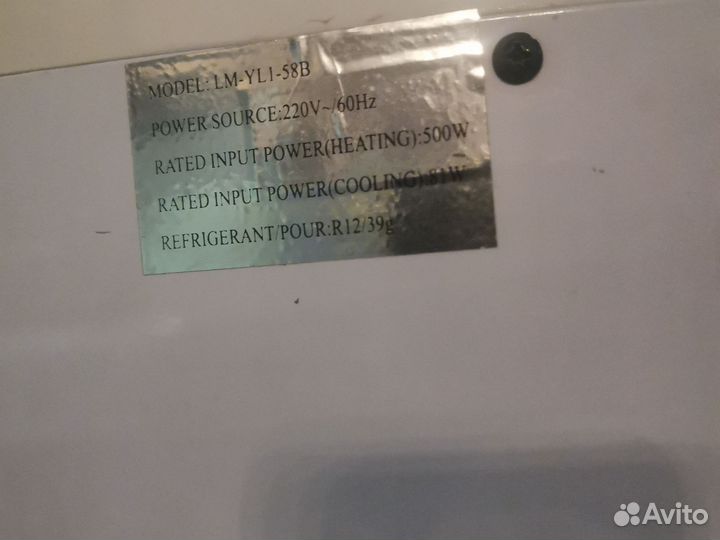 MODEL: LM-YL1-58B
POWER SOURCE:220V~/60Hz
RATED INPUT POWER(HEATING):500W
RATED INPUT POWER(COOLING):81W
REFRIGERANT/POUR:R12/39g
Avito